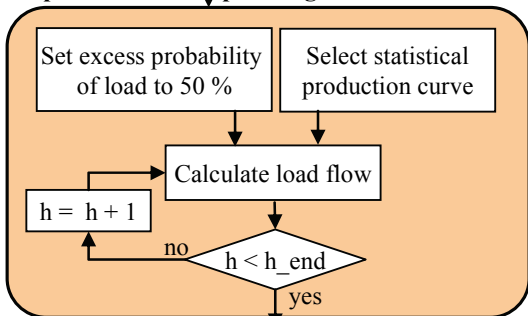 Set excess probability
of load to 50 %
Select statistical
production curve
Calculate load flow
h = h + 1
no
h < h_end
yes